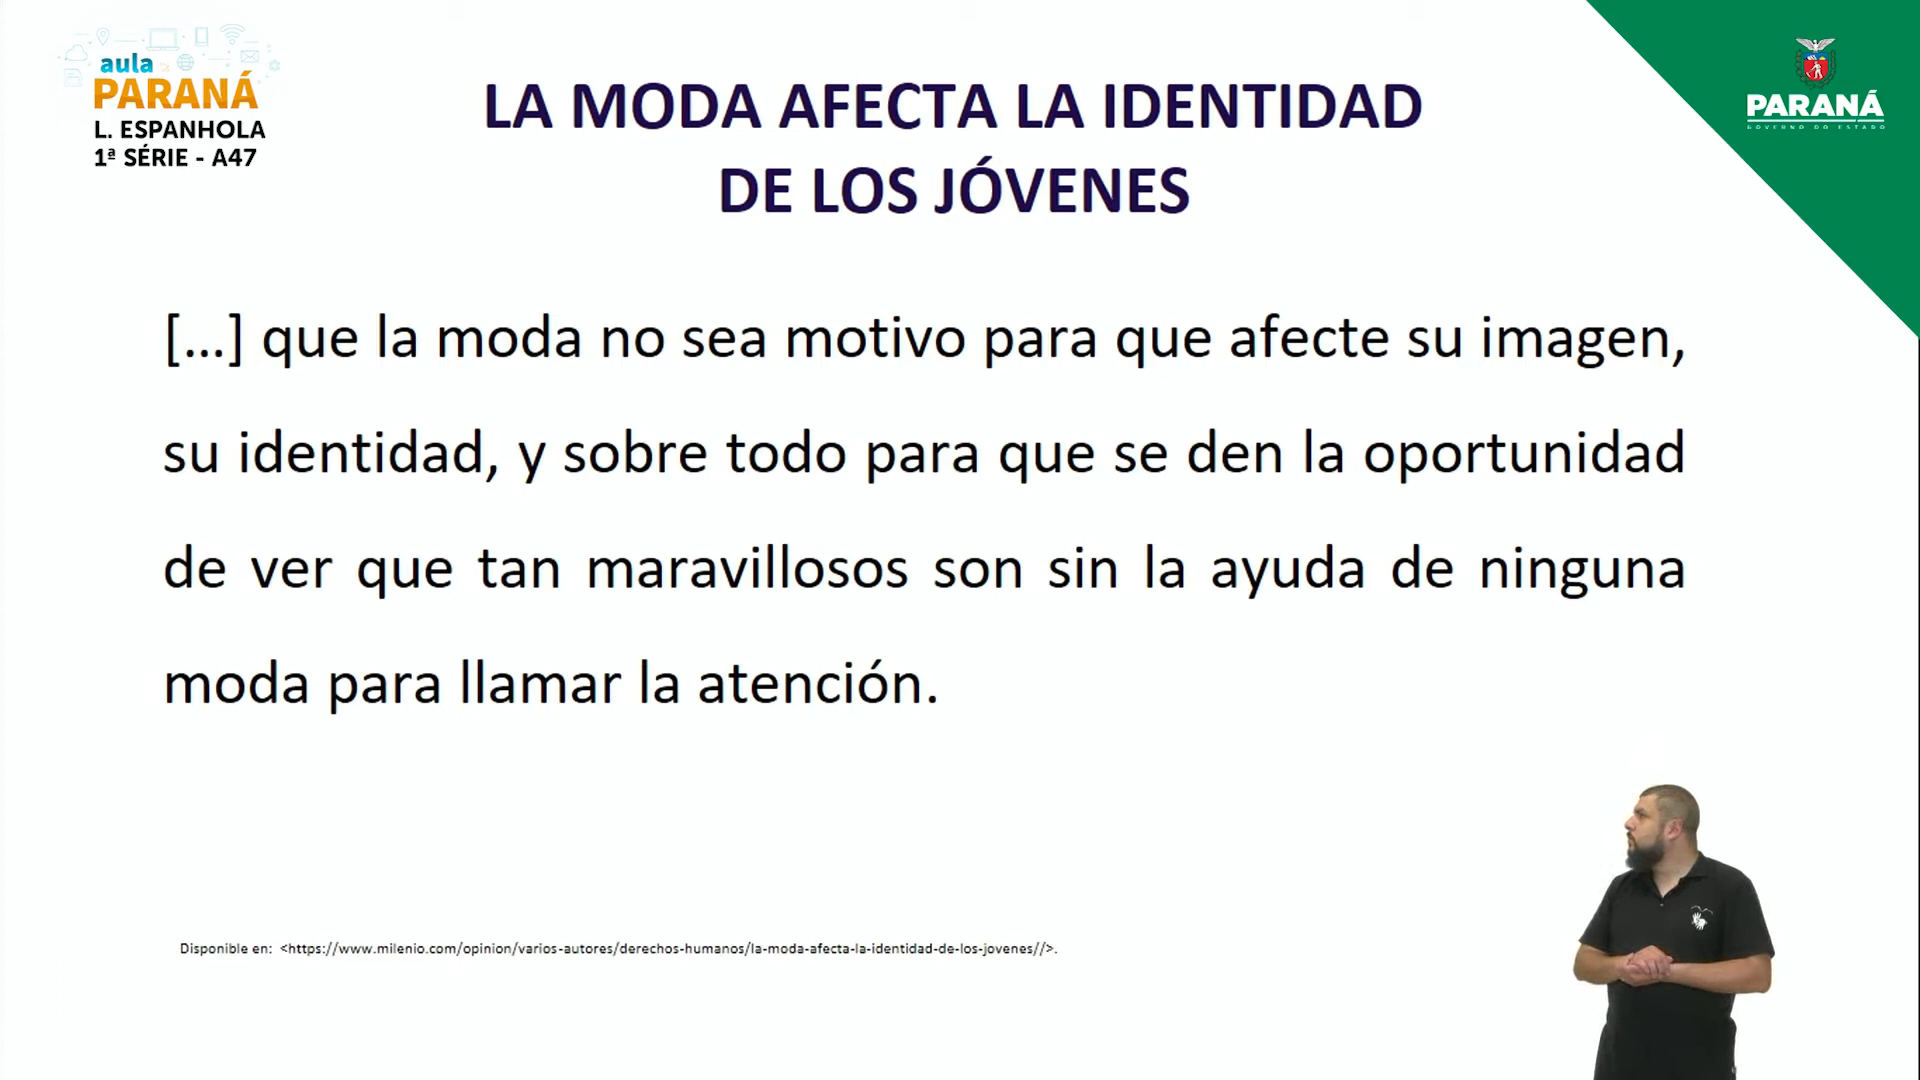 aula
PARANÁ
L. ESPANHOLA
1ª SÉRIE - A47
LA MODA AFECTA LA IDENTIDAD
DE LOS JÓVENES
PARANÁ
GOVERNO DO ESTADO
[...] que la moda no sea motivo para que afecte su imagen,
su identidad, y sobre todo para que se den la oportunidad
de ver que tan maravillosos son sin la ayuda de ninguna
moda para llamar la atención.
Disponible en: <https://www.milenio.com/opinion/varios-autores/derechos-humanos/la-moda-afecta-la-identidad-de-los-jovenes//>.